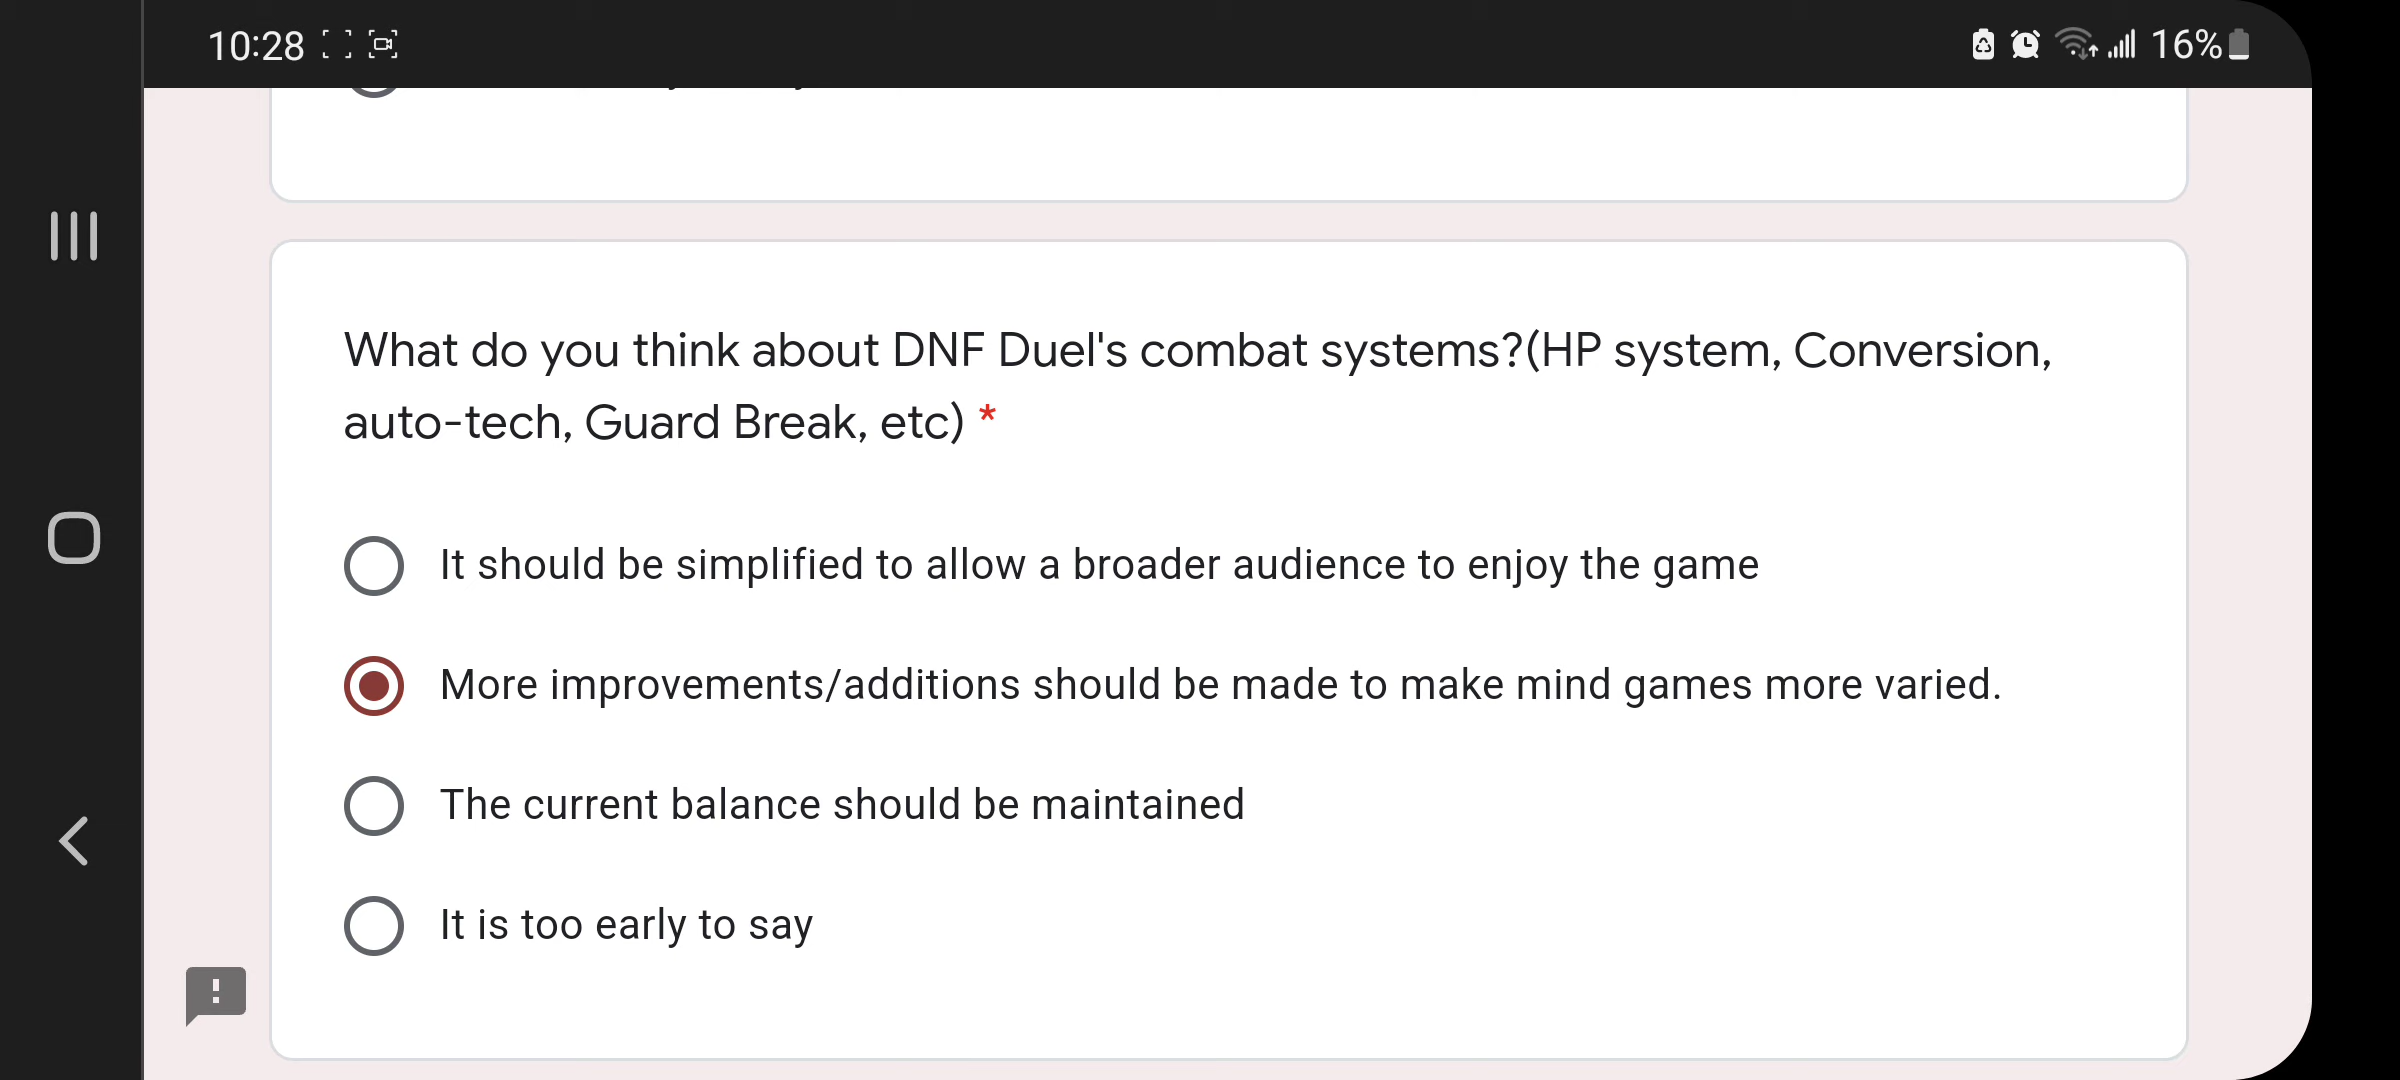 10:28
16%
What do you think about DNF Duel's combat systems?(HP system, Conversion,
auto-tech, Guard Break, etc) *
It should be simplified to allow a broader audience to enjoy the game
More improvements/additions should be made to make mind games more varied.
The current balance should be maintained
It is too early to say